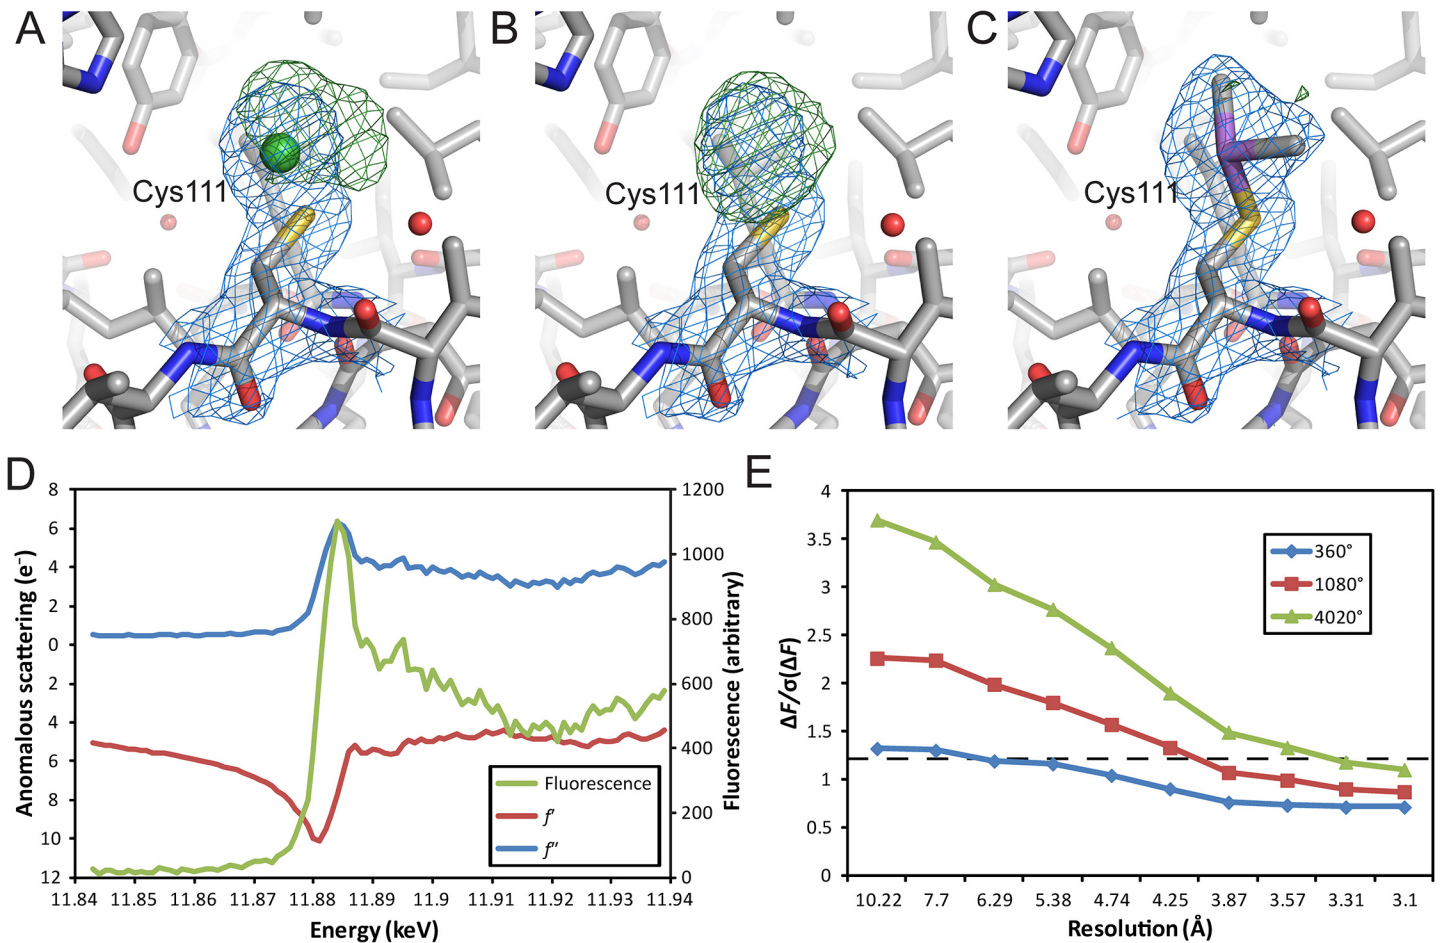 A
B
C
Cys111
Cys111
Cys111
D
E
Anomalous scattering (e⁻)
8
6
4
2
0
2
4
6
8
10
12
1200
1000
800
600
400
200
0
Fluorescence (arbitrary)
Fluorescence
f'
f''
11.84 11.85 11.86 11.87 11.88 11.89 11.9 11.91 11.92 11.93 11.94
Energy (keV)
ΔF/σ(ΔF)
4
3.5
3
2.5
2
1.5
1
0.5
0
360°
1080°
4020°
10.22 7.7 6.29 5.38 4.74 4.25 3.87 3.57 3.31 3.1
Resolution (Å)